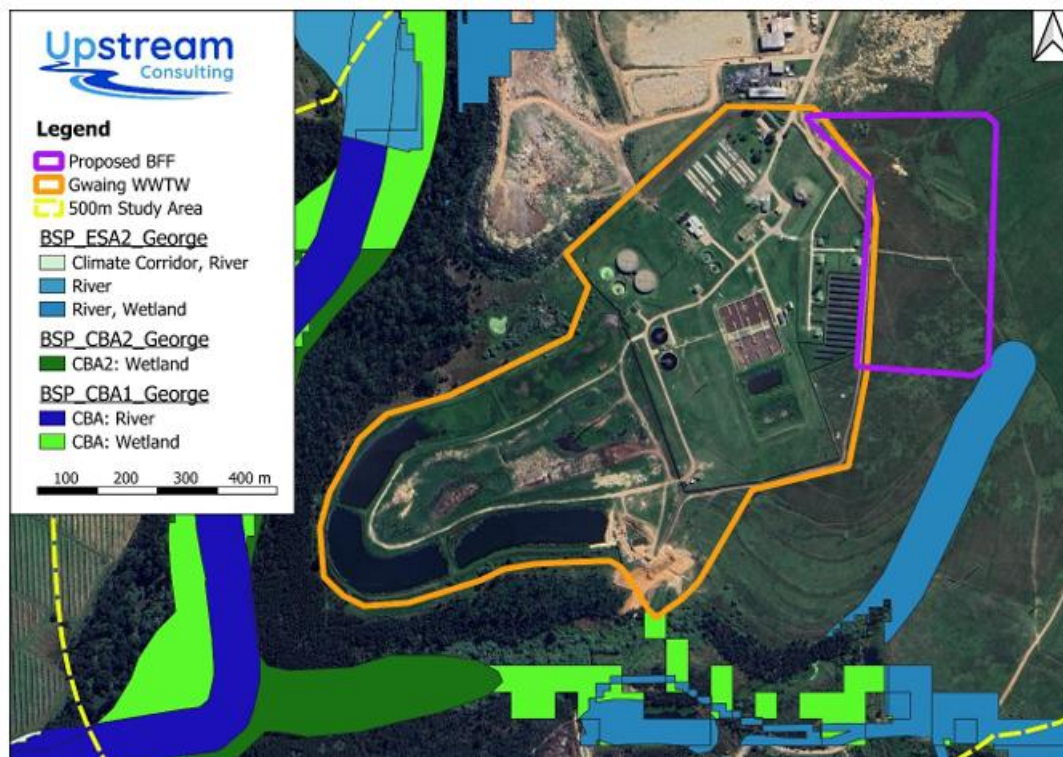 Upstream
Consulting
Legend
Proposed BFF
Gwaing WWTW
500m Study Area
BSP_ESA2_George
Climate Corridor, River
River
River, Wetland
BSP_CBA2_George
CBA2: Wetland
BSP_CBA1_George
CBA: River
CBA: Wetland
100 200 300 400 m